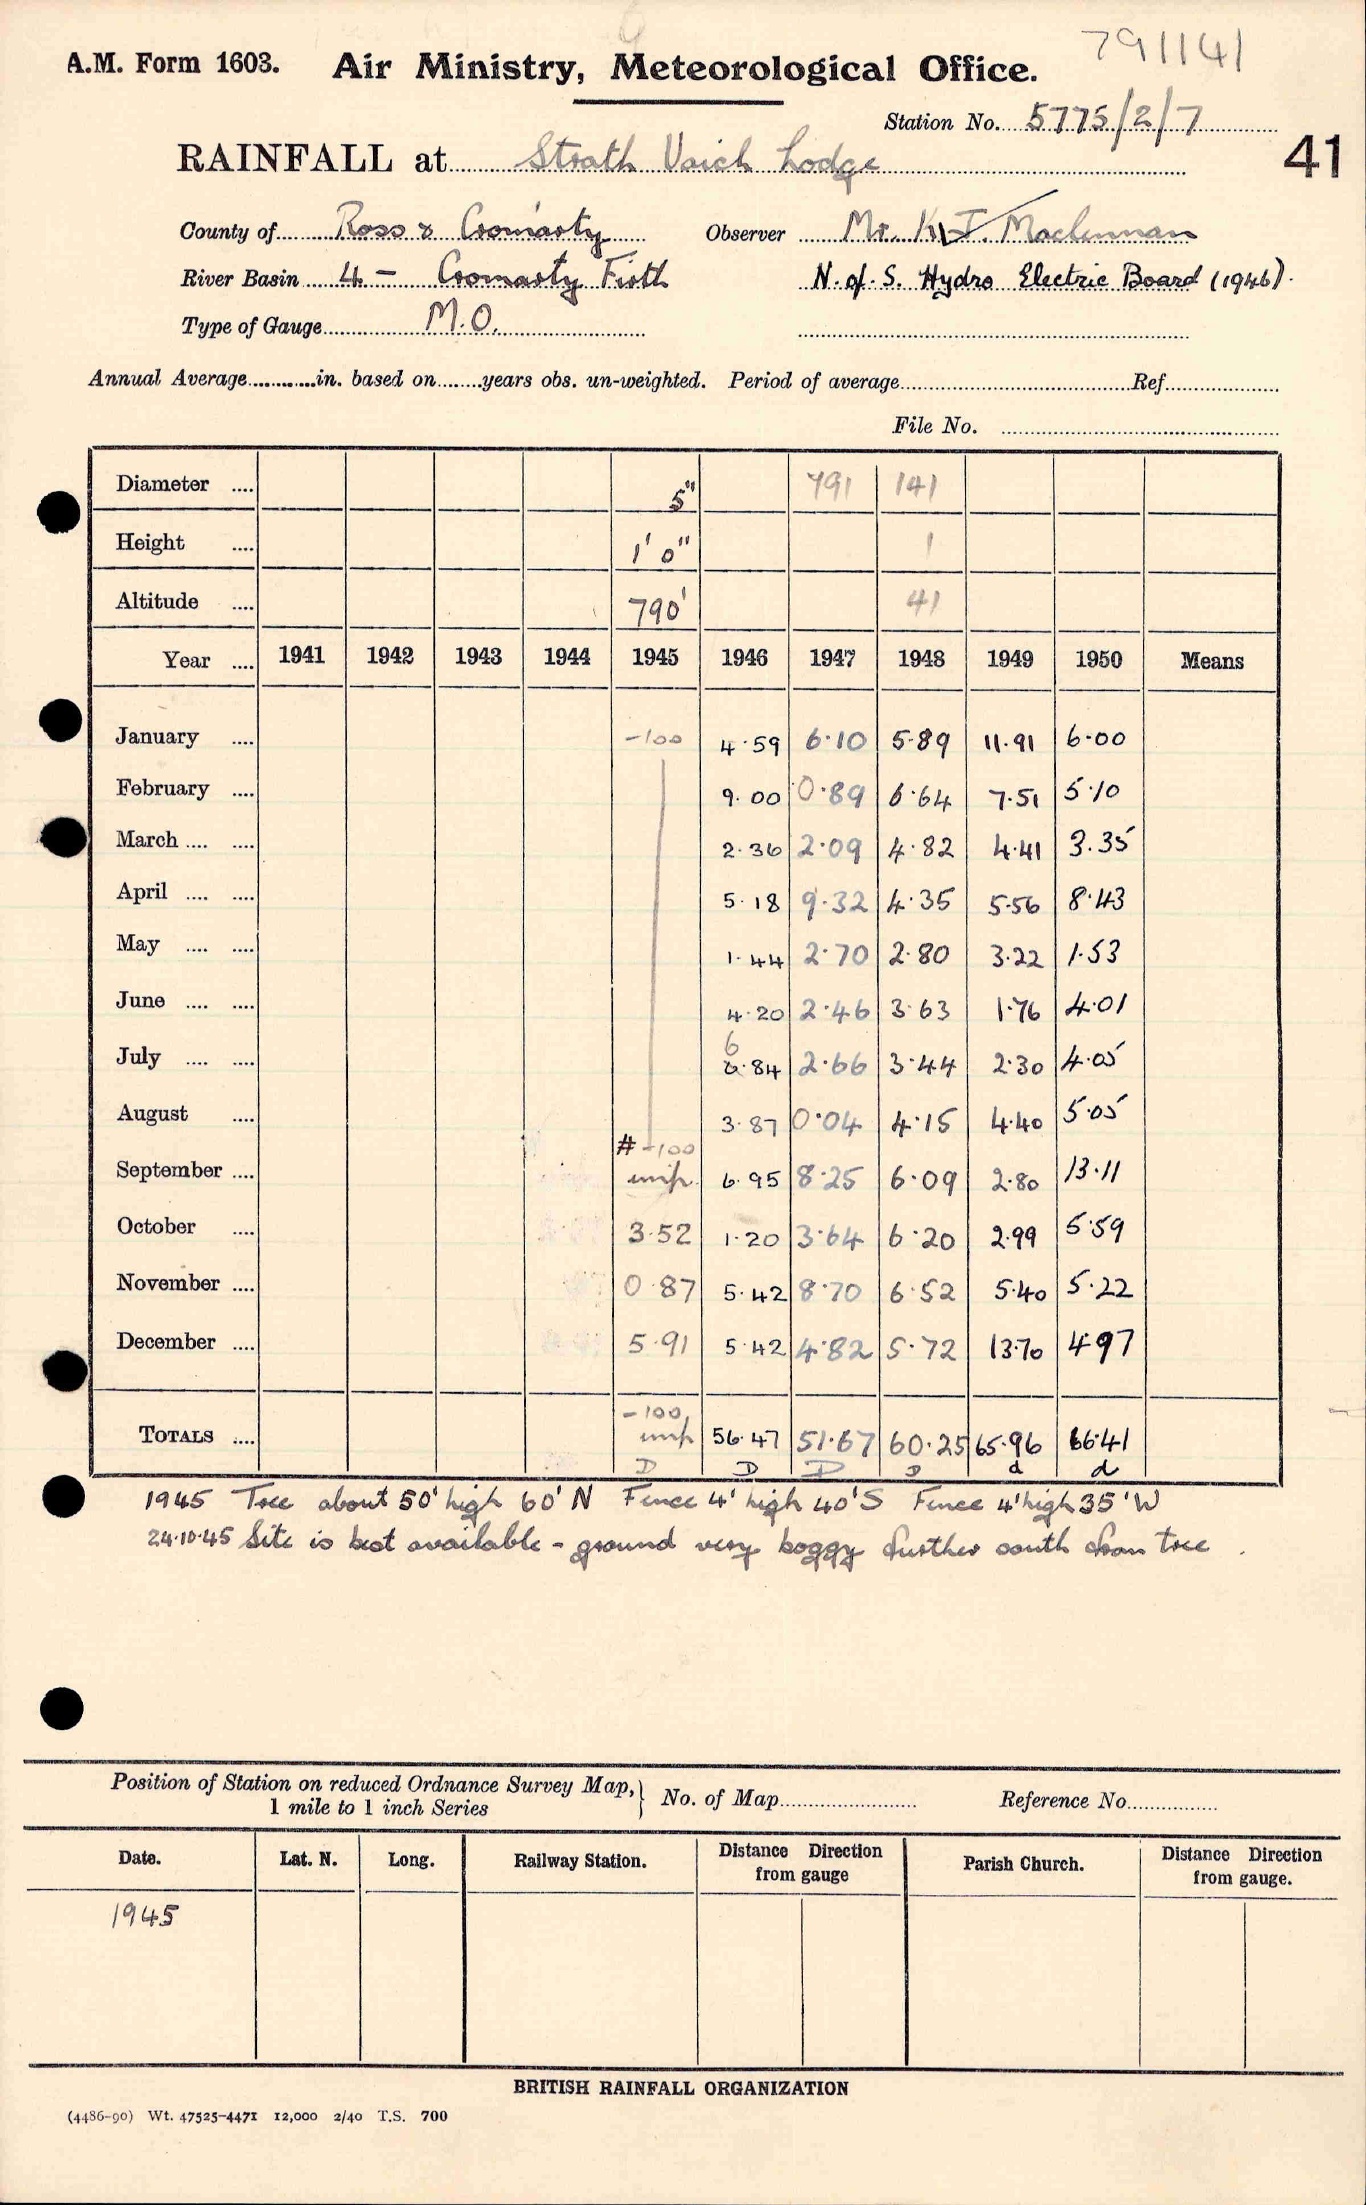 791141
A.M. Form 1603. Air Ministry, Meteorological Office.
Station No. 5775/2/7
RAINFALL at Strath Vaich Lodge 41
County of Ross & Cromarty Observer Mr. K. J. Maclennan
River Basin 4 - Cromarty Firth N. of S. Hydro Electric Board (1946).
Type of Gauge M.O.
Annual Average............in. based on........years obs. un-weighted. Period of average........Ref........
File No. ........
Diameter .... 5" 791 141
Height .... 1' 0" 1
Altitude .... 790' 41
Year .... 1941 1942 1943 1944 1945 1946 1947 1948 1949 1950 Means
January .... -100 4.59 6.10 5.89 11.91 6.00
February .... 9.00 0.89 6.64 7.51 5.10
March .... .... 2.36 2.09 4.82 4.41 3.35
April .... .... 5.18 9.32 4.35 5.56 8.43
May .... .... 1.44 2.70 2.80 3.22 1.53
June .... .... 4.20 2.46 3.63 1.76 4.01
6
July .... .... 6.84 2.66 3.44 2.30 4.05
August .... 3.87 0.04 4.15 4.40 5.05
# -100
September .... unip. 6.95 8.25 6.09 2.80 13.11
October .... 3.52 1.20 3.64 6.20 2.99 5.59
November .... 0.87 5.42 8.70 6.52 5.40 5.22
December .... 5.91 5.42 4.82 5.72 13.70 4.97
-100
TOTALS .... unip 56.47 51.67 60.25 65.96 66.41
D D D D d d
1945 Tree about 50' high 60' N Fence 4' high 40' S Fence 4' high 35' W
24.10.45 Site is best available - ground very boggy further south from tree.
Position of Station on reduced Ordnance Survey Map, } No. of Map........ Reference No........
1 mile to 1 inch Series
Date. Lat. N. Long. Railway Station. Distance Direction from gauge Parish Church. Distance Direction from gauge.
1945
BRITISH RAINFALL ORGANIZATION
(4486-90) Wt. 47525-4471 12,000 2/40 T.S. 700